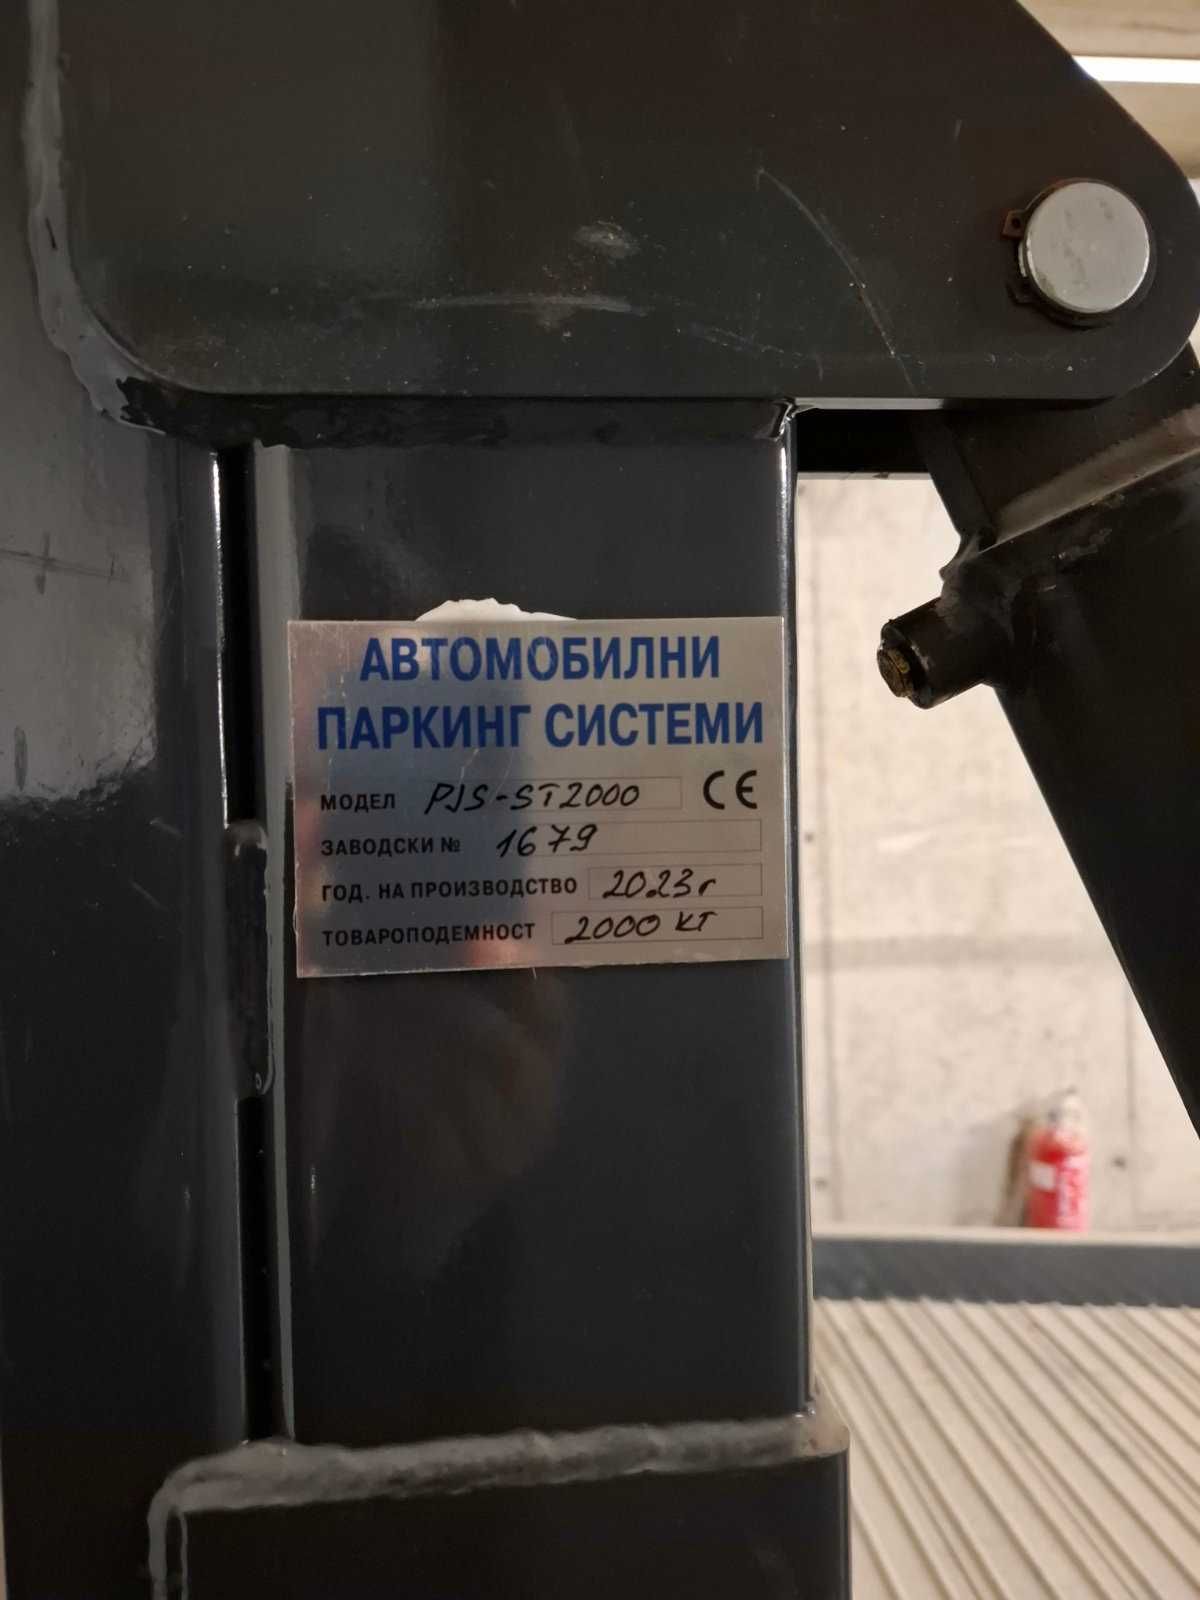 АВТОМОБИЛНИ
ПАРКИНГ СИСТЕМИ
МОДЕЛ PJS-ST2000 CE
ЗАВОДСКИ № 1679
ГОД. НА ПРОИЗВОДСТВО 2023г
ТОВАРОПОДЕМНОСТ 2000 КГ